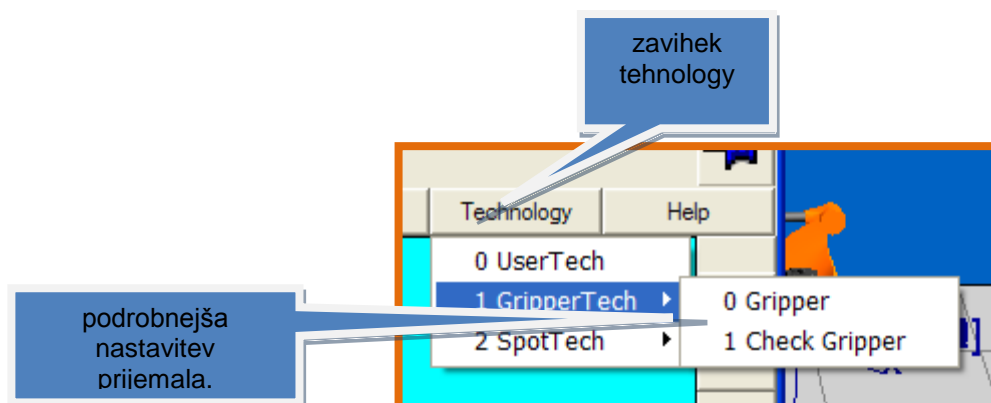 zavihek
tehnology
Technology Help
0 UserTech
1 GripperTech
0 Gripper
2 SpotTech
1 Check Gripper
podrobnejša
nastavitev
prijemala.